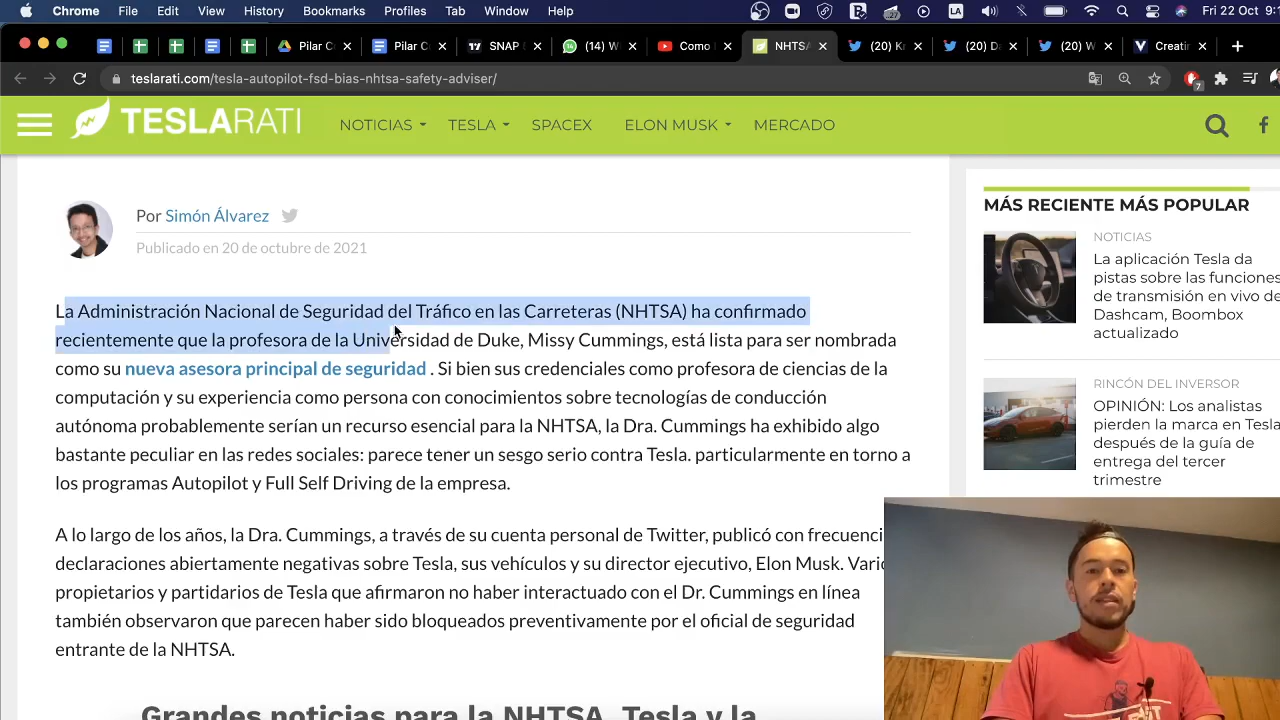 Chrome File Edit View History Bookmarks Profiles Tab Window Help LA Fri 22 Oct 9:1
Pilar C Pilar C SNAP (14) W Como NHTS (20) K (20) D (20) W Creatin
teslarati.com/tesla-autopilot-fsd-bias-nhtsa-safety-adviser/ 7
TESLARATI NOTICIAS TESLA SPACEX ELON MUSK MERCADO
Por Simón Álvarez
Publicado en 20 de octubre de 2021
La Administración Nacional de Seguridad del Tráfico en las Carreteras (NHTSA) ha confirmado
recientemente que la profesora de la Universidad de Duke, Missy Cummings, está lista para ser nombrada
como su nueva asesora principal de seguridad . Si bien sus credenciales como profesora de ciencias de la
computación y su experiencia como persona con conocimientos sobre tecnologías de conducción
autónoma probablemente serían un recurso esencial para la NHTSA, la Dra. Cummings ha exhibido algo
bastante peculiar en las redes sociales: parece tener un sesgo serio contra Tesla. particularmente en torno a
los programas Autopilot y Full Self Driving de la empresa.
A lo largo de los años, la Dra. Cummings, a través de su cuenta personal de Twitter, publicó con frecuenci
declaraciones abiertamente negativas sobre Tesla, sus vehículos y su director ejecutivo, Elon Musk. Vario
propietarios y partidarios de Tesla que afirmaron no haber interactuado con el Dr. Cummings en línea
también observaron que parecen haber sido bloqueados preventivamente por el oficial de seguridad
entrante de la NHTSA.
Grandes noticias para la NHTSA, Tesla y la
MÁS RECIENTE MÁS POPULAR
NOTICIAS
La aplicación Tesla da
pistas sobre las funciones
de transmisión en vivo de
Dashcam, Boombox
actualizado
RINCÓN DEL INVERSOR
OPINIÓN: Los analistas
pierden la marca en Tesla
después de la guía de
entrega del tercer
trimestre